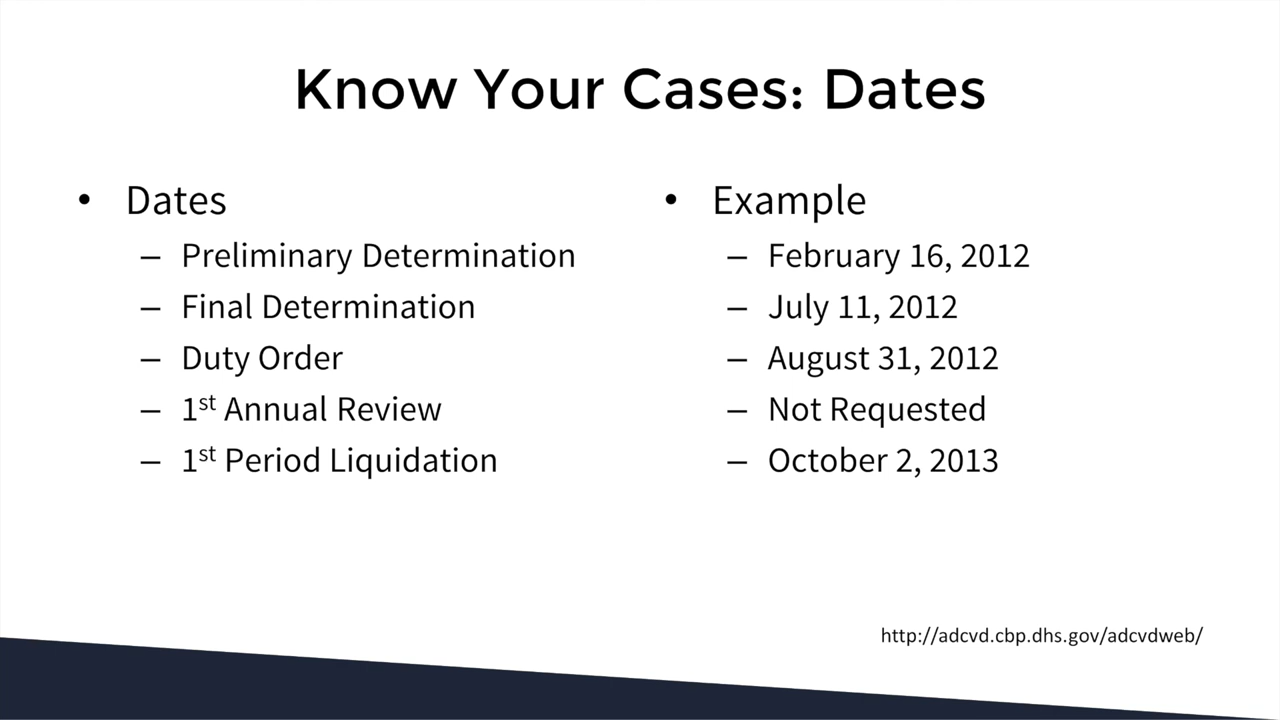 Know Your Cases: Dates
• Dates
– Preliminary Determination
– Final Determination
– Duty Order
– 1st Annual Review
– 1st Period Liquidation
• Example
– February 16, 2012
– July 11, 2012
– August 31, 2012
– Not Requested
– October 2, 2013
http://adcvd.cbp.dhs.gov/adcvdweb/